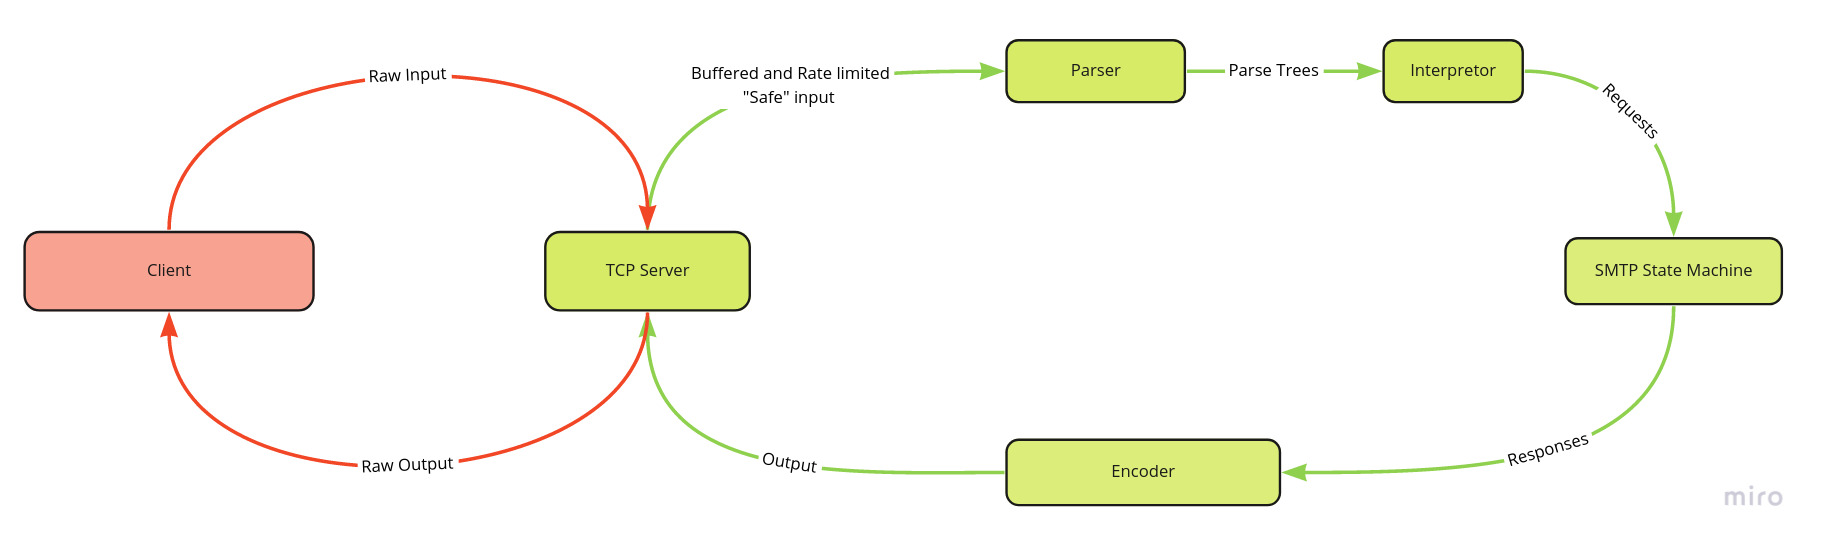 Raw Input
Buffered and Rate limited
"Safe" input
Parser
Parse Trees
Interpretor
Requests
Client
TCP Server
SMTP State Machine
Raw Output
Output
Encoder
Responses
miro